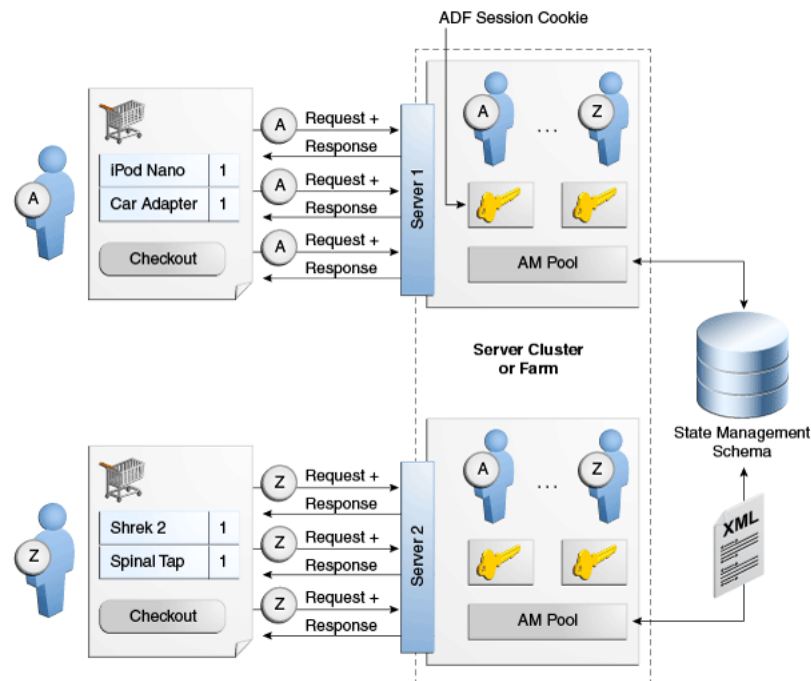 ADF Session Cookie
A
iPod Nano 1
Car Adapter 1
Checkout
A Request +
Response
A Request +
Response
A Request +
Response
Server 1
A ... Z
AM Pool
Server Cluster
or Farm
State Management
Schema
XML
Z
Shrek 2 1
Spinal Tap 1
Checkout
Z Request +
Response
Z Request +
Response
Z Request +
Response
Server 2
A ... Z
AM Pool